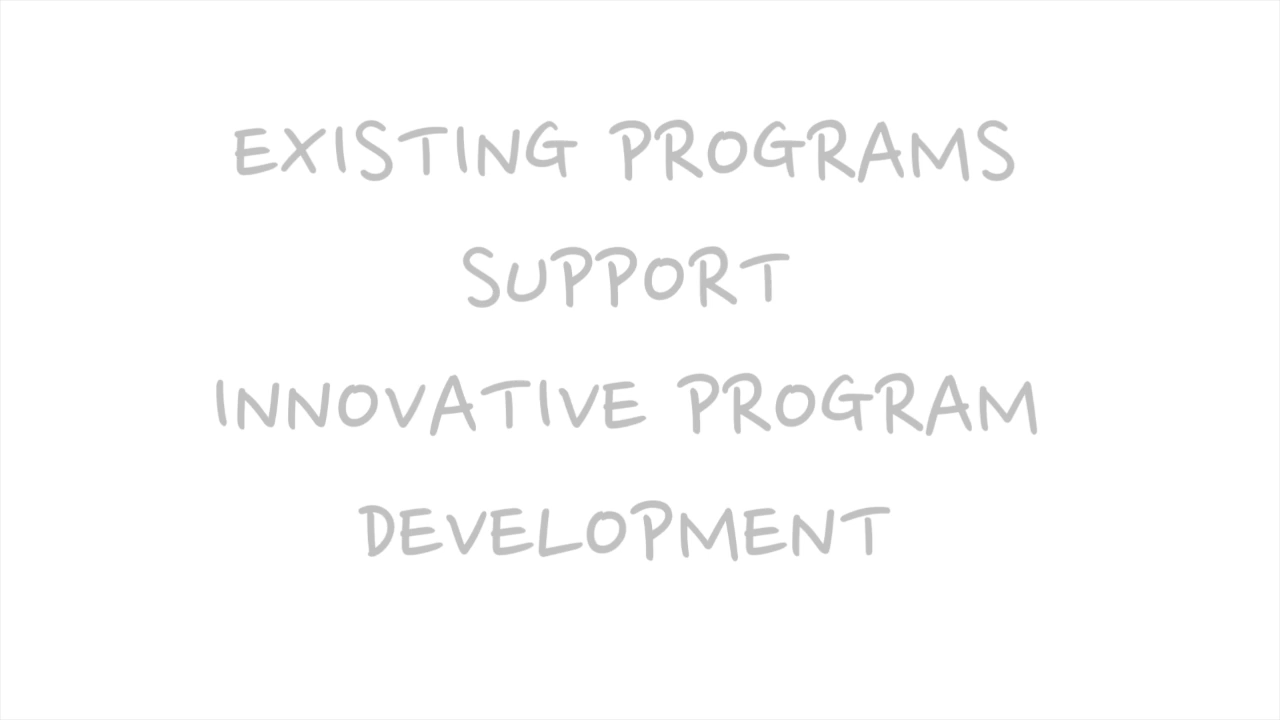 EXISTING PROGRAMS
SUPPORT
INNOVATIVE PROGRAM
DEVELOPMENT